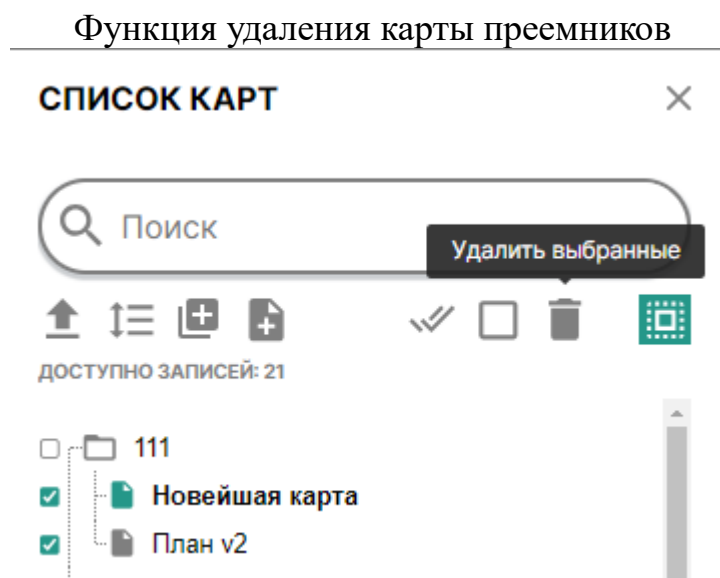 Функция удаления карты преемников
СПИСОК КАРТ
Поиск
Удалить выбранные
ДОСТУПНО ЗАПИСЕЙ: 21
111
Новейшая карта
План v2